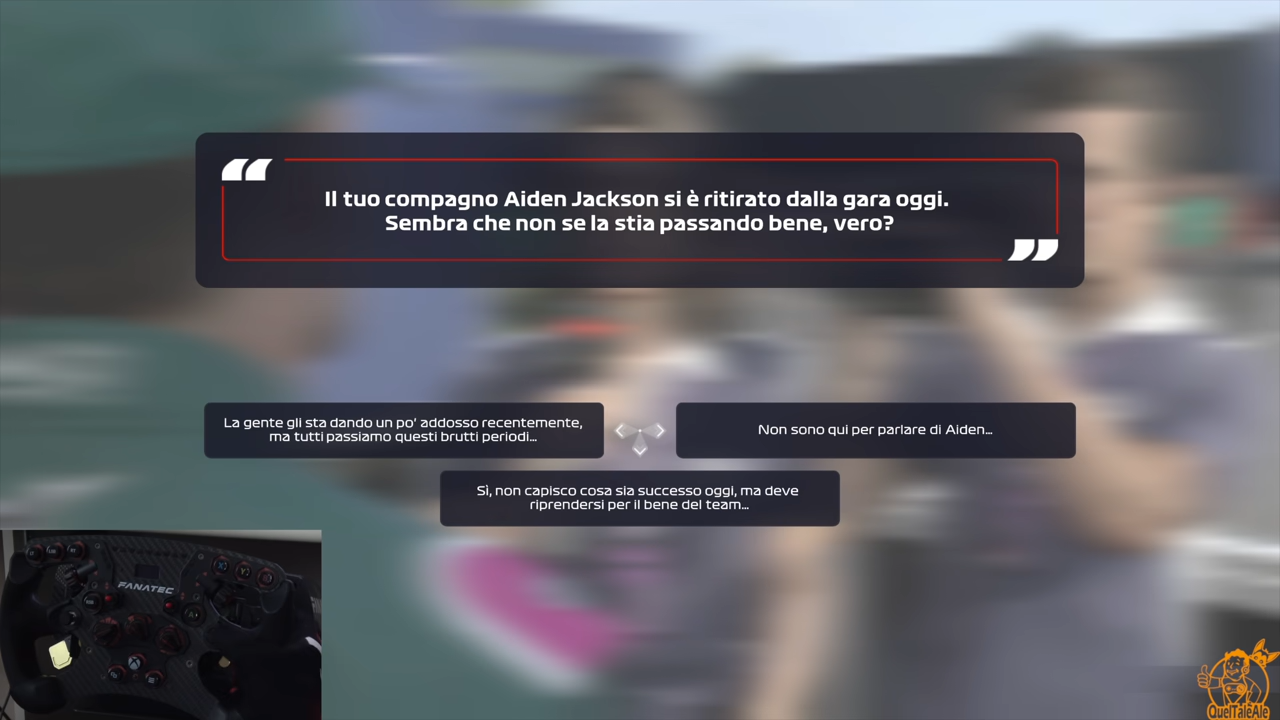 Il tuo compagno Aiden Jackson si è ritirato dalla gara oggi.
Sembra che non se la stia passando bene, vero?
La gente gli sta dando un po' addosso recentemente,
ma tutti passiamo questi brutti periodi...
Non sono qui per parlare di Aiden...
Sì, non capisco cosa sia successo oggi, ma deve
riprendersi per il bene del team...
FANATEC
X
Y
A
QuelTaleAle